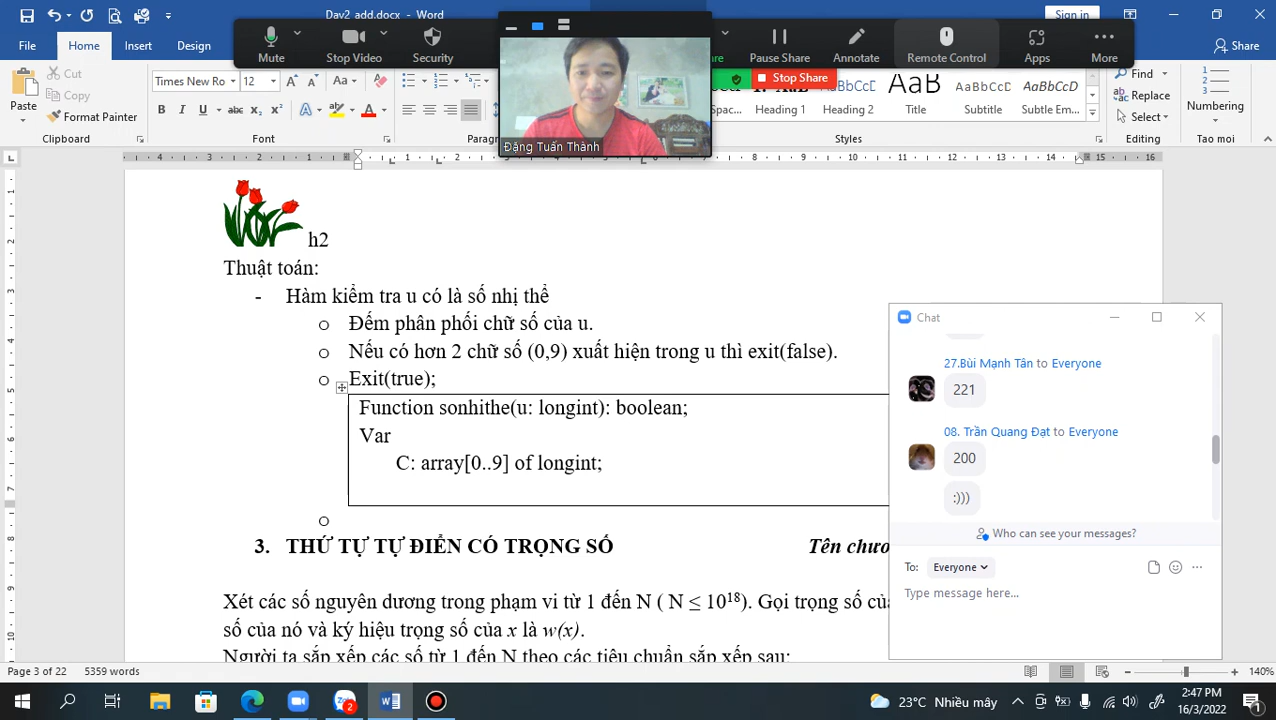 Sign in
File
Home
Insert
Design
Mute
Stop Video
Security
Pause Share
Annotate
Remote Control
Apps
More
Share
Stop Share
Đặng Tuấn Thành
Paste
Cut
Copy
Format Painter
Clipboard
Times New Ro
12
Font
Heading 1
Heading 2
AaB
Title
AaBbCcD
Subtitle
AaBbCcD
Subtle Em...
Styles
Find
Replace
Select
Editing
Numbering
Tao moi
h2
Thuật toán:
- Hàm kiểm tra u có là số nhị thể
o Đếm phân phối chữ số của u.
o Nếu có hơn 2 chữ số (0,9) xuất hiện trong u thì exit(false).
o Exit(true);
Function sonhithe(u: longint): boolean;
Var
C: array[0..9] of longint;
o
3. THỨ TỰ TỰ ĐIỂN CÓ TRỌNG SỐ
Tên chươ
Xét các số nguyên dương trong phạm vi từ 1 đến N ( N ≤ 10¹⁸). Gọi trọng số củ
số của nó và ký hiệu trọng số của x là w(x).
Người ta sắp xếp các số từ 1 đến N theo các tiêu chuẩn sắp xếp sau:
Chat
27.Bùi Mạnh Tân to Everyone
221
08. Trần Quang Đạt to Everyone
200
:)))
Who can see your messages?
To: Everyone
Type message here...
Page 3 of 22
5359 words
140%
23°C Nhiều mây
2:47 PM
16/3/2022